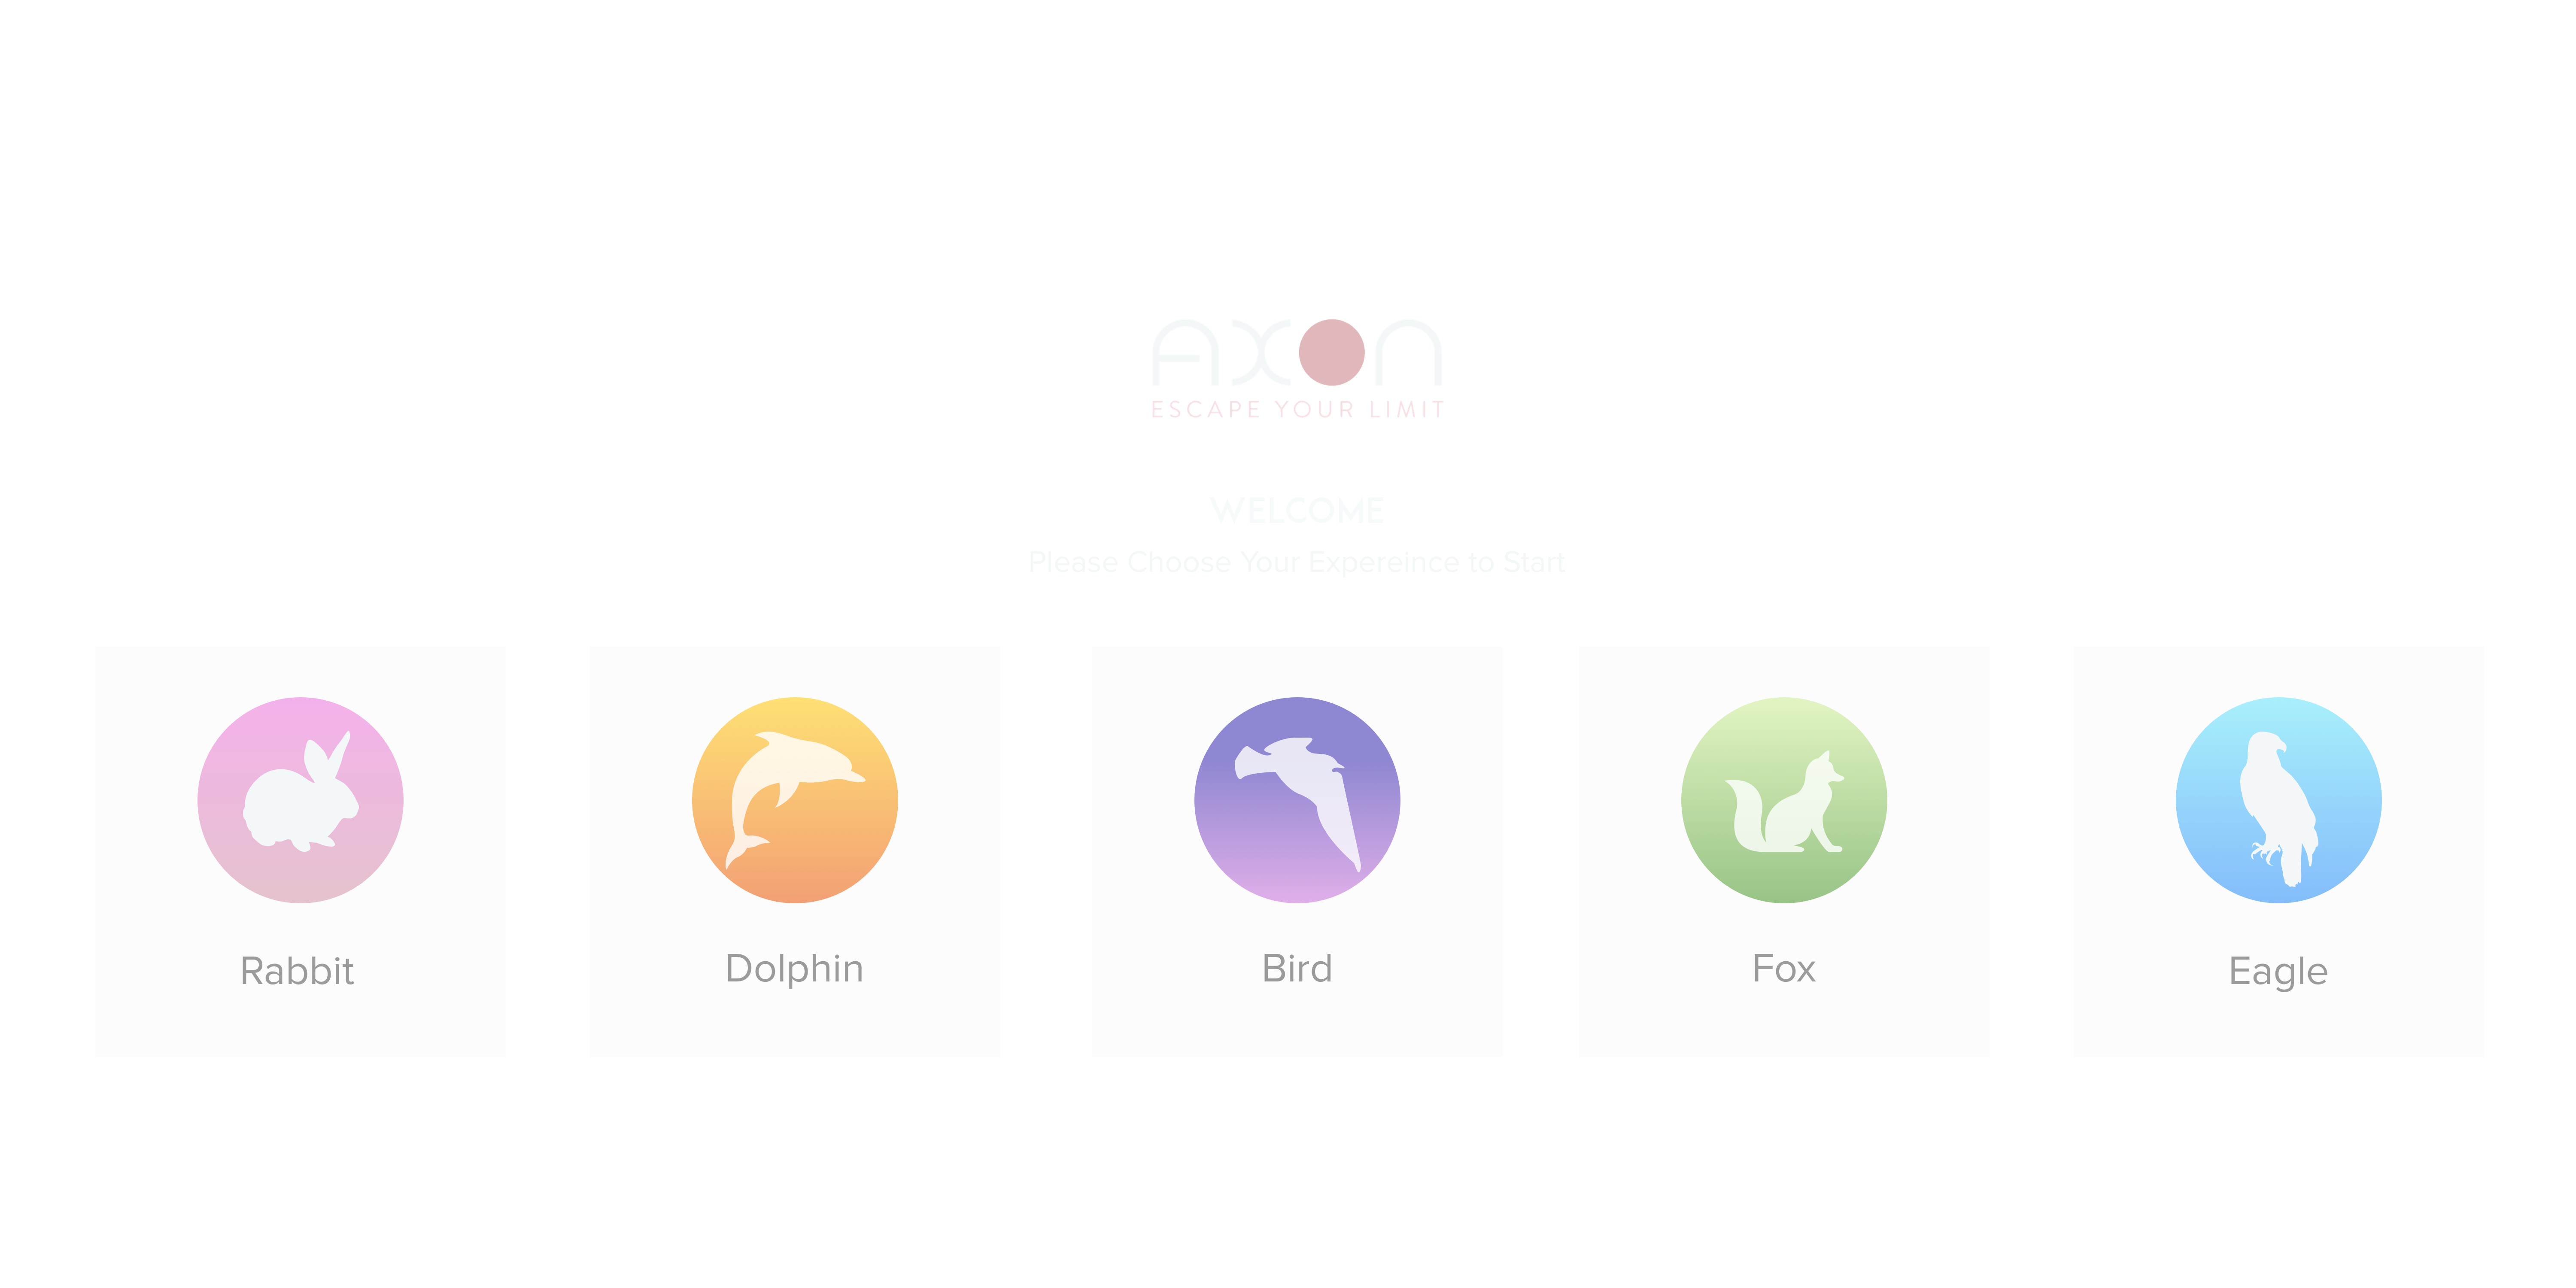 AXON
ESCAPE YOUR LIMIT
WELCOME
Please Choose Your Expereince to Start
Rabbit
Dolphin
Bird
Fox
Eagle